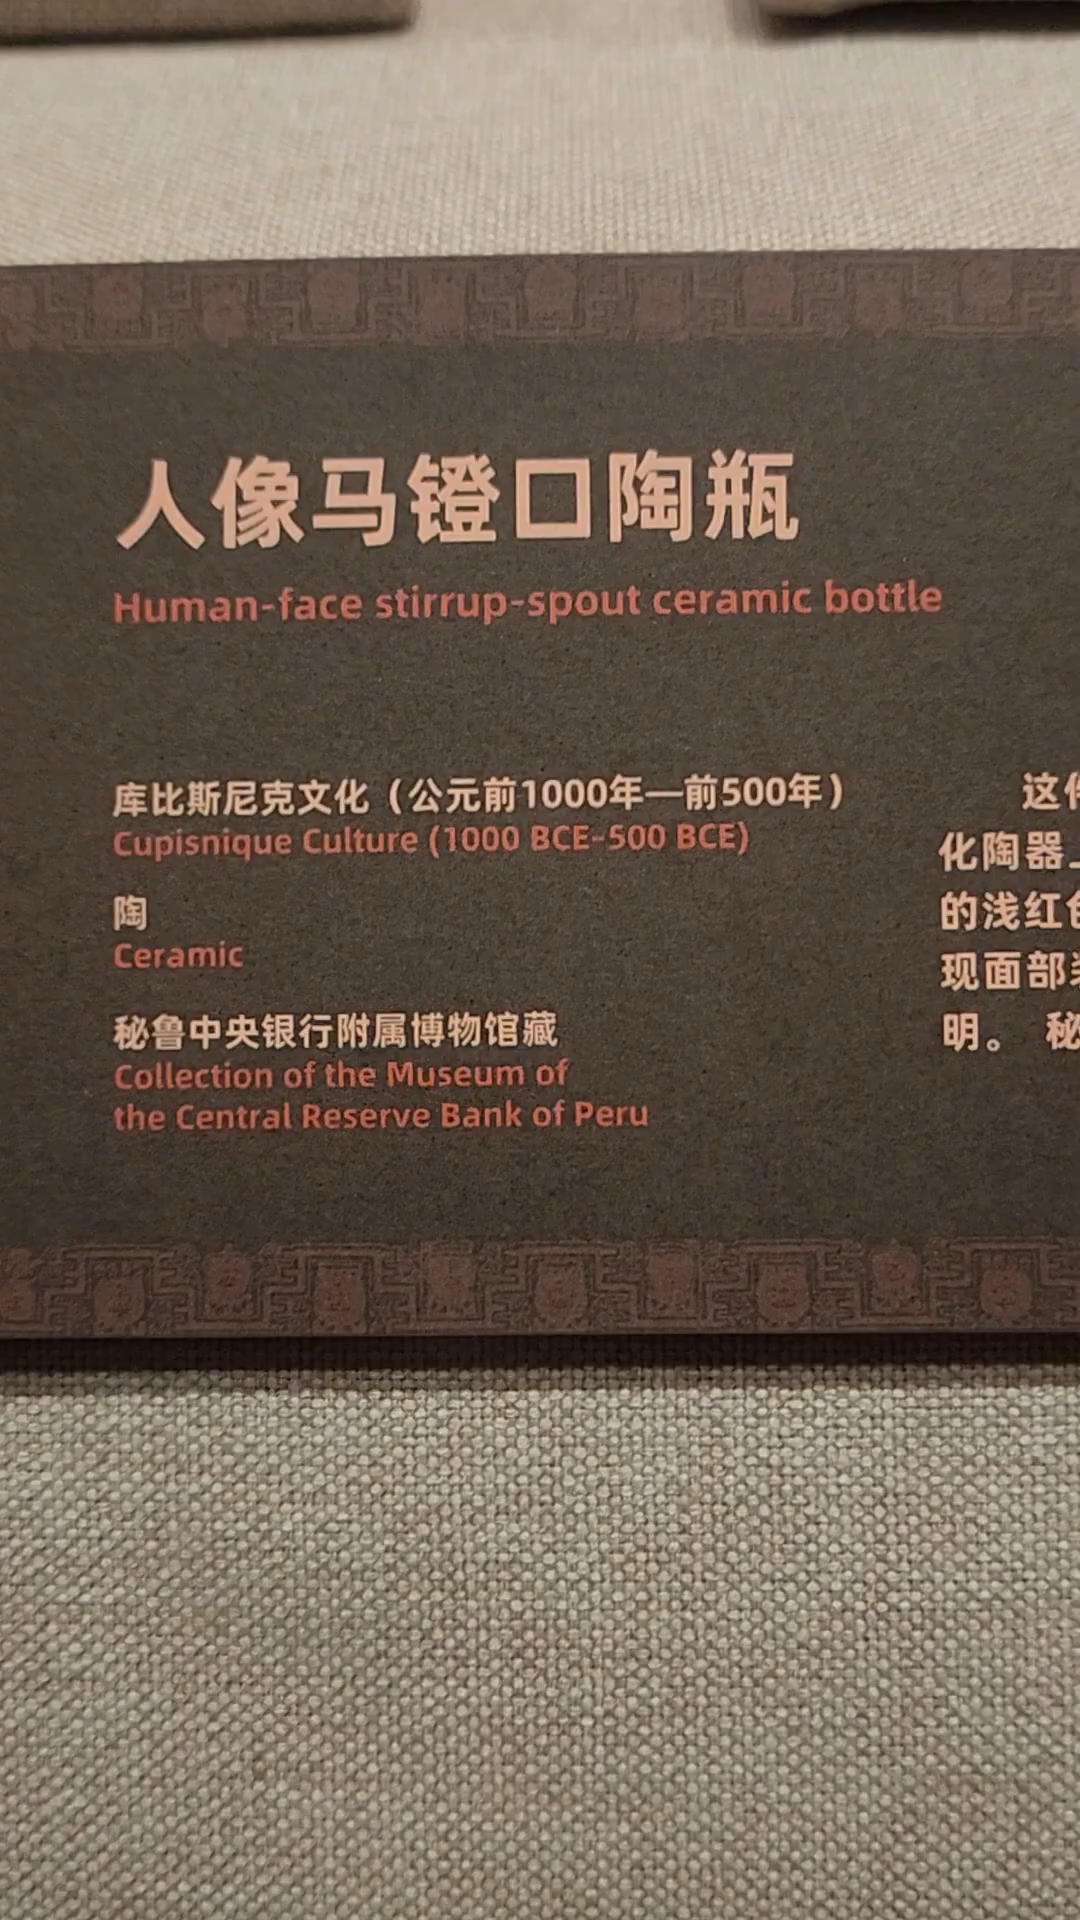 人像马镫口陶瓶
Human-face stirrup-spout ceramic bottle
库比斯尼克文化（公元前1000年—前500年）
Cupisnique Culture (1000 BCE-500 BCE)
陶
Ceramic
秘鲁中央银行附属博物馆藏
Collection of the Museum of
the Central Reserve Bank of Peru
这
化陶器
的浅红
现面部
明。 秘